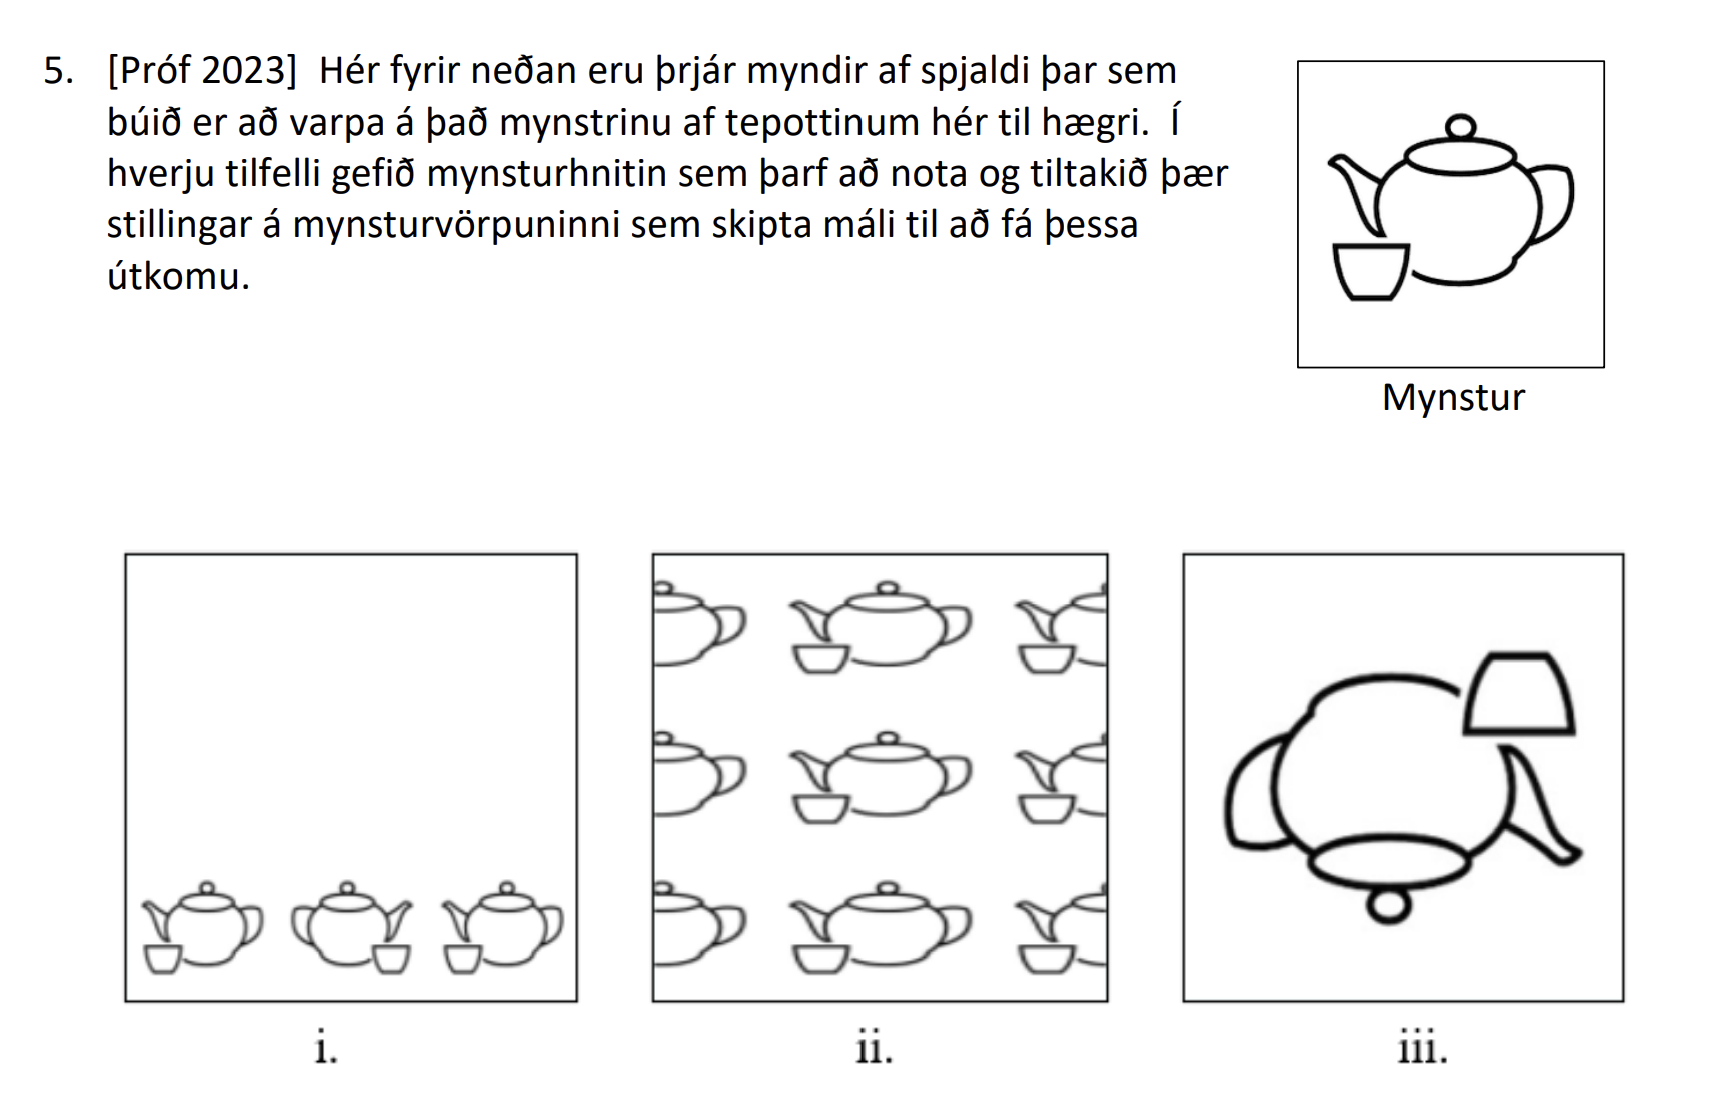 5. [Próf 2023] Hér fyrir neðan eru þrjár myndir af spjaldi þar sem
búið er að varpa á það mynstrinu af tepottinum hér til hægri. Í
hverju tilfelli gefið mynsturhnitin sem þarf að nota og tiltakið þær
stillingar á mynsturvörpuninni sem skipta máli til að fá þessa
útkomu.
Mynstur
i.
ii.
iii.